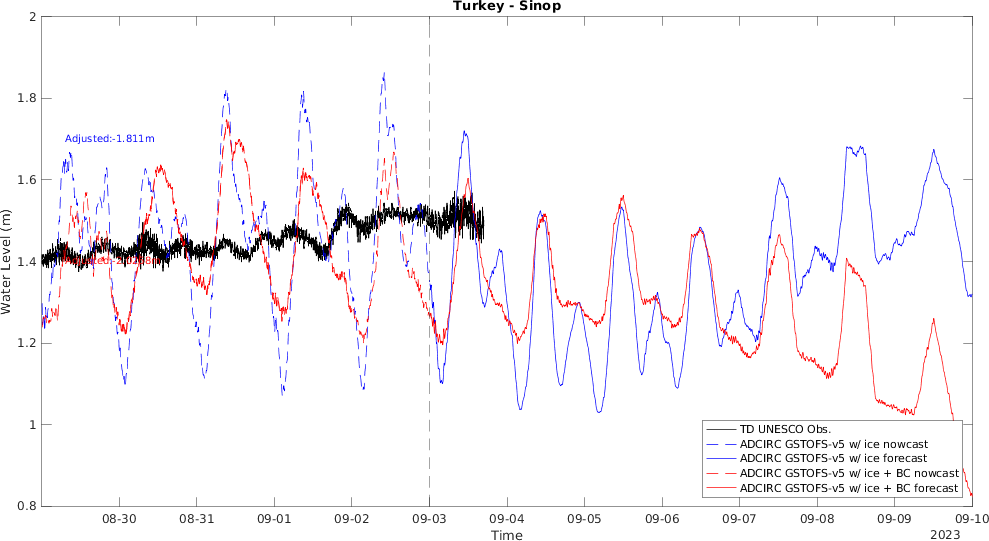 Turkey - Sinop
Water Level (m)
2
1.8
1.6
1.4
1.2
1
0.8
Adjusted:-1.811m
08-30
08-31
09-01
09-02
09-03
09-04
09-05
09-06
09-07
09-08
09-09
09-10
Time
2023
TD UNESCO Obs.
ADCIRC GSTOFS-v5 w/ ice nowcast
ADCIRC GSTOFS-v5 w/ ice forecast
ADCIRC GSTOFS-v5 w/ ice + BC nowcast
ADCIRC GSTOFS-v5 w/ ice + BC forecast